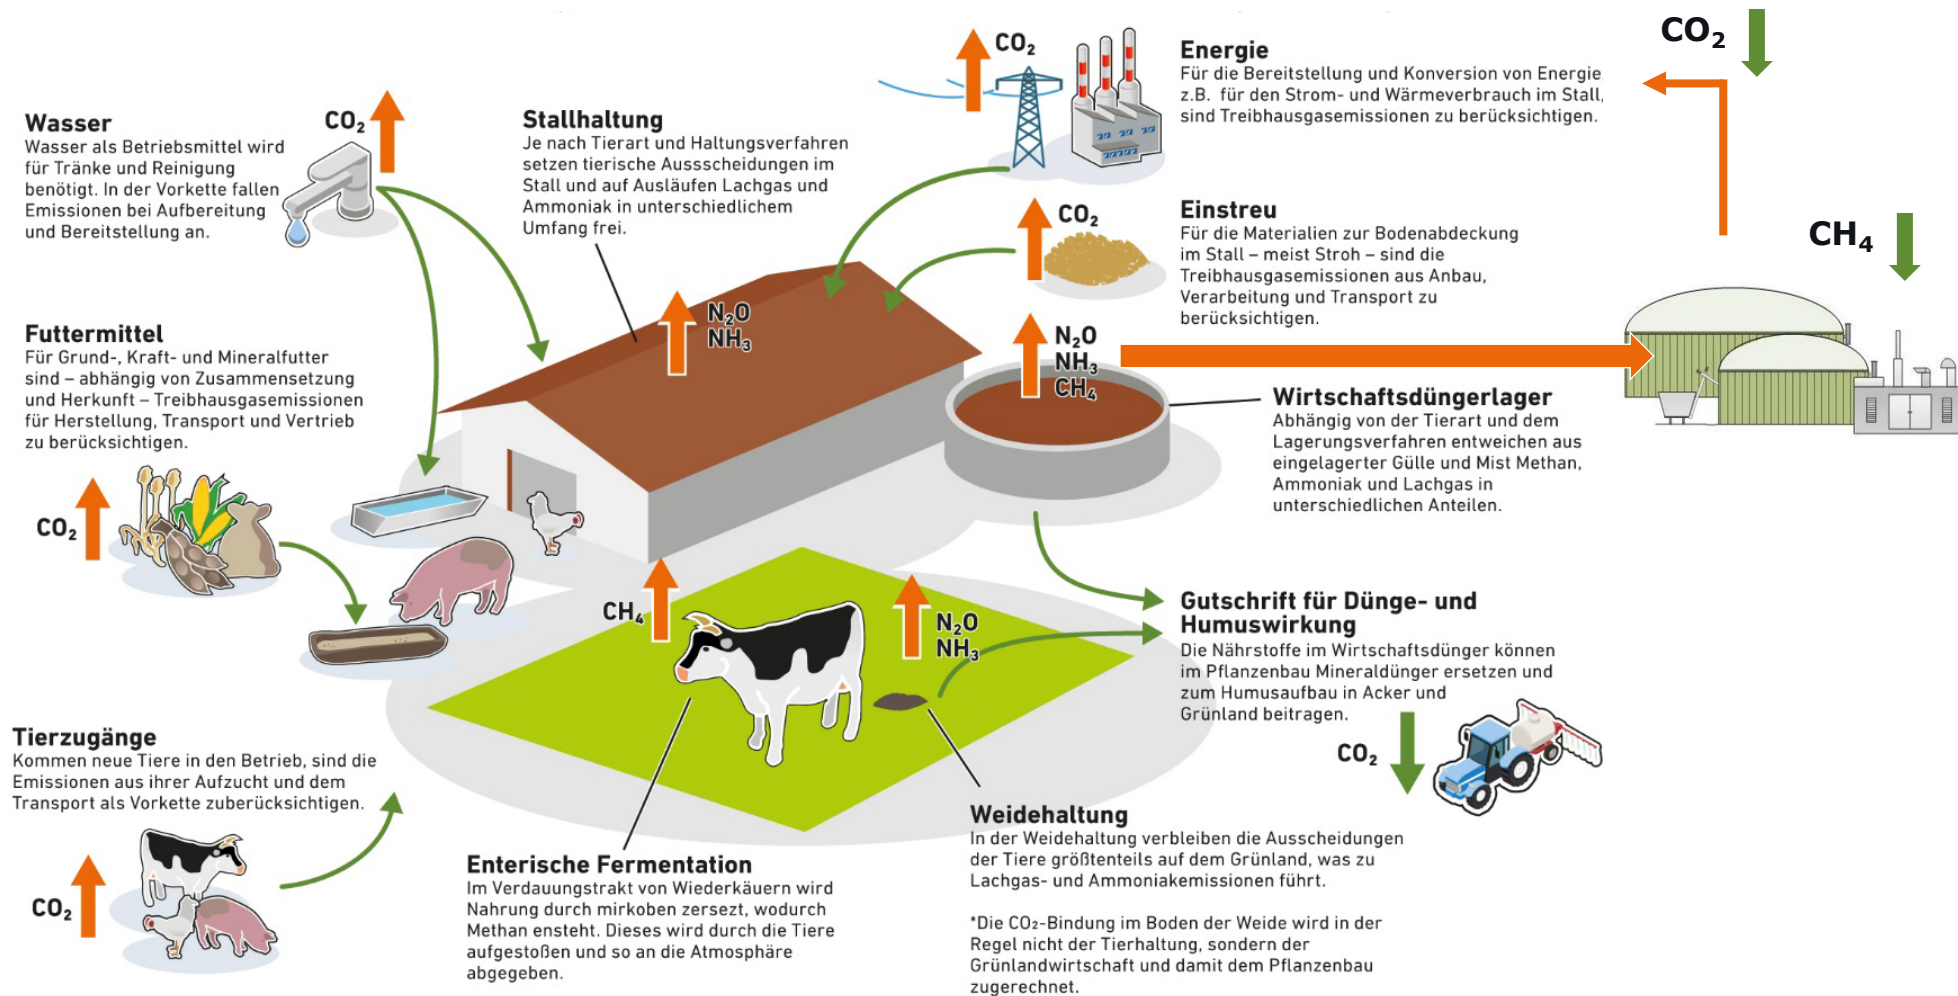 Wasser
Wasser als Betriebsmittel wird
für Tränke und Reinigung
benötigt. In der Vorkette fallen
Emissionen bei Aufbereitung
und Bereitstellung an.
CO₂
Stallhaltung
Je nach Tierart und Haltungsverfahren
setzen tierische Aussscheidungen im
Stall und auf Ausläufen Lachgas und
Ammoniak in unterschiedlichem
Umfang frei.
N₂O
NH₃
CO₂
Energie
Für die Bereitstellung und Konversion von Energie
z.B. für den Strom- und Wärmeverbrauch im Stall,
sind Treibhausgasemissionen zu berücksichtigen.
CO₂
CO₂
Einstreu
Für die Materialien zur Bodenabdeckung
im Stall – meist Stroh – sind die
Treibhausgasemissionen aus Anbau,
Verarbeitung und Transport zu
berücksichtigen.
CH₄
Futtermittel
Für Grund-, Kraft- und Mineralfutter
sind – abhängig von Zusammensetzung
und Herkunft – Treibhausgasemissionen
für Herstellung, Transport und Vertrieb
zu berücksichtigen.
CO₂
N₂O
NH₃
CH₄
Wirtschaftsdüngerlager
Abhängig von der Tierart und dem
Lagerungsverfahren entweichen aus
eingelagerter Gülle und Mist Methan,
Ammoniak und Lachgas in
unterschiedlichen Anteilen.
CH₄
N₂O
NH₃
Gutschrift für Dünge- und
Humuswirkung
Die Nährstoffe im Wirtschaftsdünger können
im Pflanzenbau Mineraldünger ersetzen und
zum Humusaufbau in Acker und
Grünland beitragen.
CO₂
Tierzugänge
Kommen neue Tiere in den Betrieb, sind die
Emissionen aus ihrer Aufzucht und dem
Transport als Vorkette zuberücksichtigen.
CO₂
Enterische Fermentation
Im Verdauungstrakt von Wiederkäuern wird
Nahrung durch mirkoben zersezt, wodurch
Methan ensteht. Dieses wird durch die Tiere
aufgestoßen und so an die Atmosphäre
abgegeben.
Weidehaltung
In der Weidehaltung verbleiben die Ausscheidungen
der Tiere größtenteils auf dem Grünland, was zu
Lachgas- und Ammoniakemissionen führt.
*Die CO₂-Bindung im Boden der Weide wird in der
Regel nicht der Tierhaltung, sondern der
Grünlandwirtschaft und damit dem Pflanzenbau
zugerechnet.